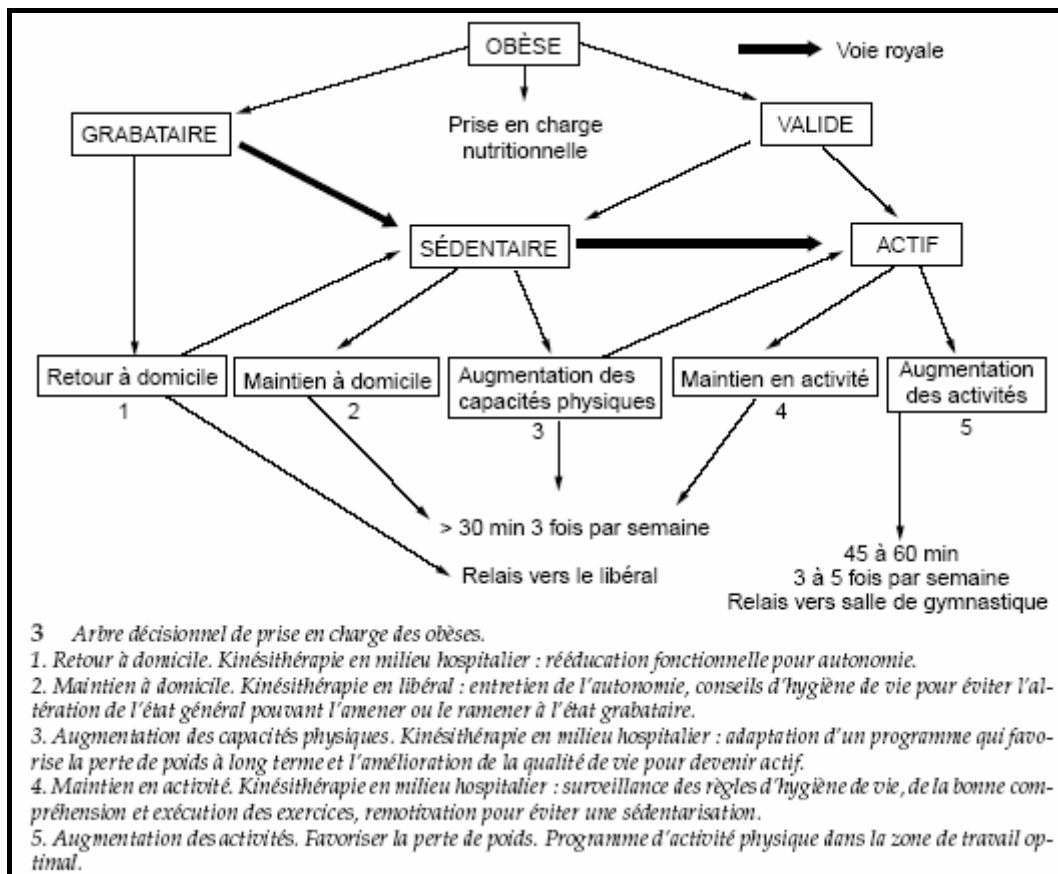 OBÈSE
Voie royale
GRABATAIRE
Prise en charge
nutritionnelle
VALIDE
SÉDENTAIRE
ACTIF
Retour à domicile
1
Maintien à domicile
2
Augmentation des
capacités physiques
3
Maintien en activité
4
Augmentation
des activités
5
> 30 min 3 fois par semaine
Relais vers le libéral
45 à 60 min
3 à 5 fois par semaine
Relais vers salle de gymnastique
3 Arbre décisionnel de prise en charge des obèses.
1. Retour à domicile. Kinésithérapie en milieu hospitalier : rééducation fonctionnelle pour autonomie.
2. Maintien à domicile. Kinésithérapie en libéral : entretien de l'autonomie, conseils d'hygiène de vie pour éviter l'al-
tération de l'état général pouvant l'amener ou le ramener à l'état grabataire.
3. Augmentation des capacités physiques. Kinésithérapie en milieu hospitalier : adaptation d'un programme qui favo-
rise la perte de poids à long terme et l'amélioration de la qualité de vie pour devenir actif.
4. Maintien en activité. Kinésithérapie en milieu hospitalier : surveillance des règles d'hygiène de vie, de la bonne com-
préhension et exécution des exercices, remotivation pour éviter une sédentarisation.
5. Augmentation des activités. Favoriser la perte de poids. Programme d'activité physique dans la zone de travail op-
timal.